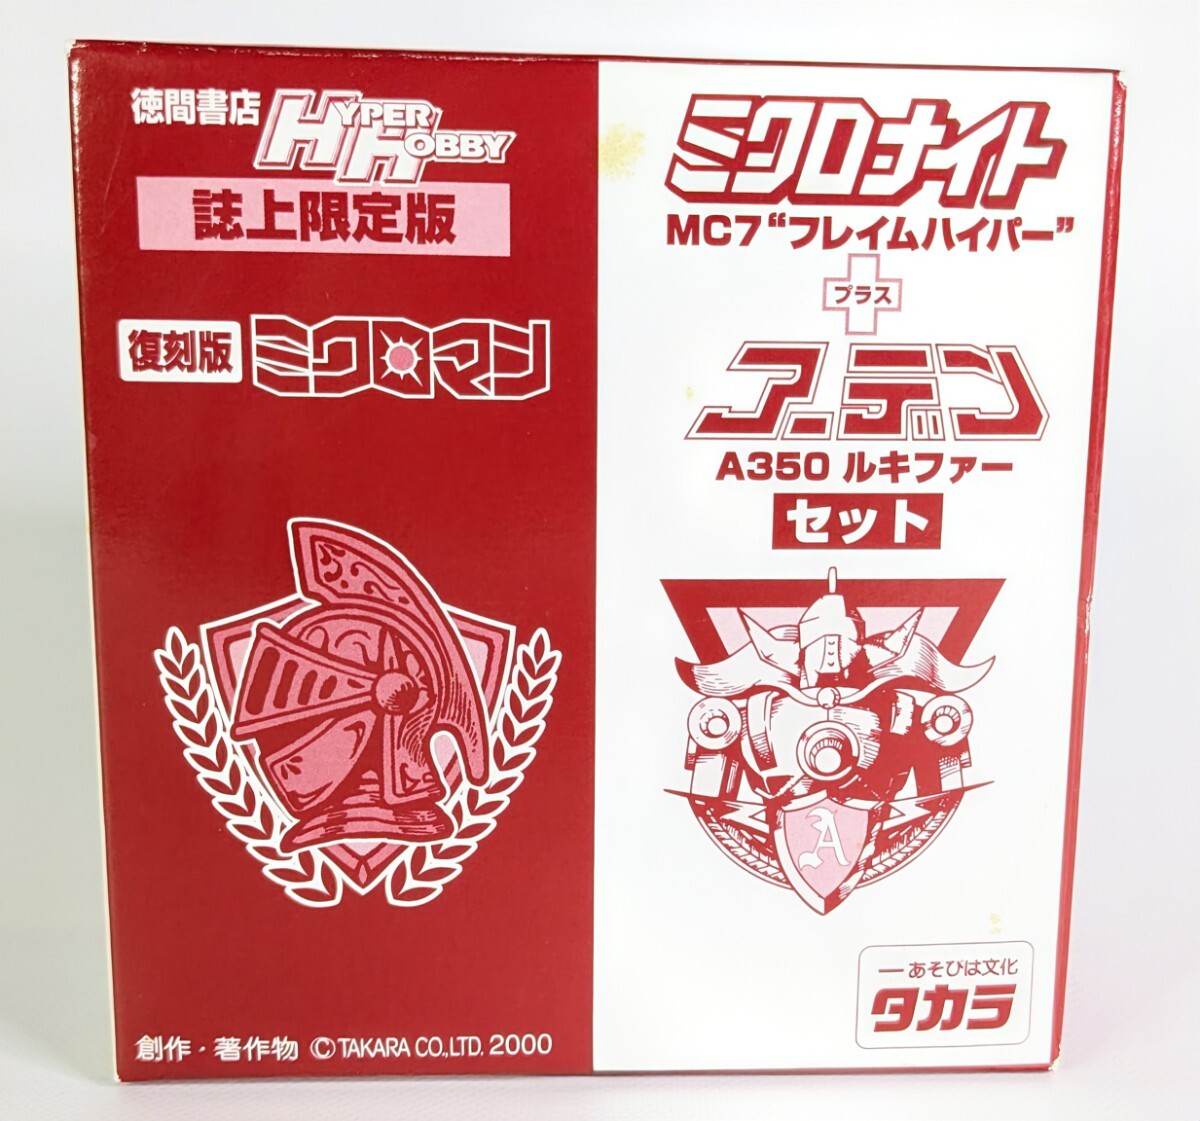 徳間書店 HYPER HOBBY
誌上限定版
復刻版 ミクロマン
創作・著作物 ©TAKARA CO.,LTD. 2000
ミクロナイト
MC7“フレイムハイパー”
プラス
アーデン
A350 ルキファー
セット
A
―あそびは文化
タカラ